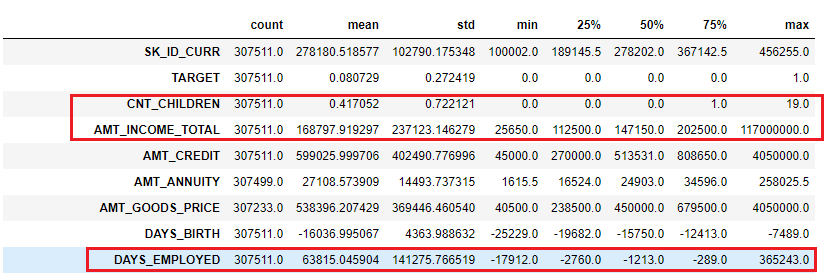 count mean std min 25% 50% 75% max
SK_ID_CURR 307511.0 278180.518577 102790.175348 100002.0 189145.5 278202.0 367142.5 456255.0
TARGET 307511.0 0.080729 0.272419 0.0 0.0 0.0 0.0 1.0
CNT_CHILDREN 307511.0 0.417052 0.722121 0.0 0.0 0.0 1.0 19.0
AMT_INCOME_TOTAL 307511.0 168797.919297 237123.146279 25650.0 112500.0 147150.0 202500.0 117000000.0
AMT_CREDIT 307511.0 599025.999706 402490.776996 45000.0 270000.0 513531.0 808650.0 4050000.0
AMT_ANNUITY 307499.0 27108.573909 14493.737315 1615.5 16524.0 24903.0 34596.0 258025.5
AMT_GOODS_PRICE 307233.0 538396.207429 369446.460540 40500.0 238500.0 450000.0 679500.0 4050000.0
DAYS_BIRTH 307511.0 -16036.995067 4363.988632 -25229.0 -19682.0 -15750.0 -12413.0 -7489.0
DAYS_EMPLOYED 307511.0 63815.045904 141275.766519 -17912.0 -2760.0 -1213.0 -289.0 365243.0